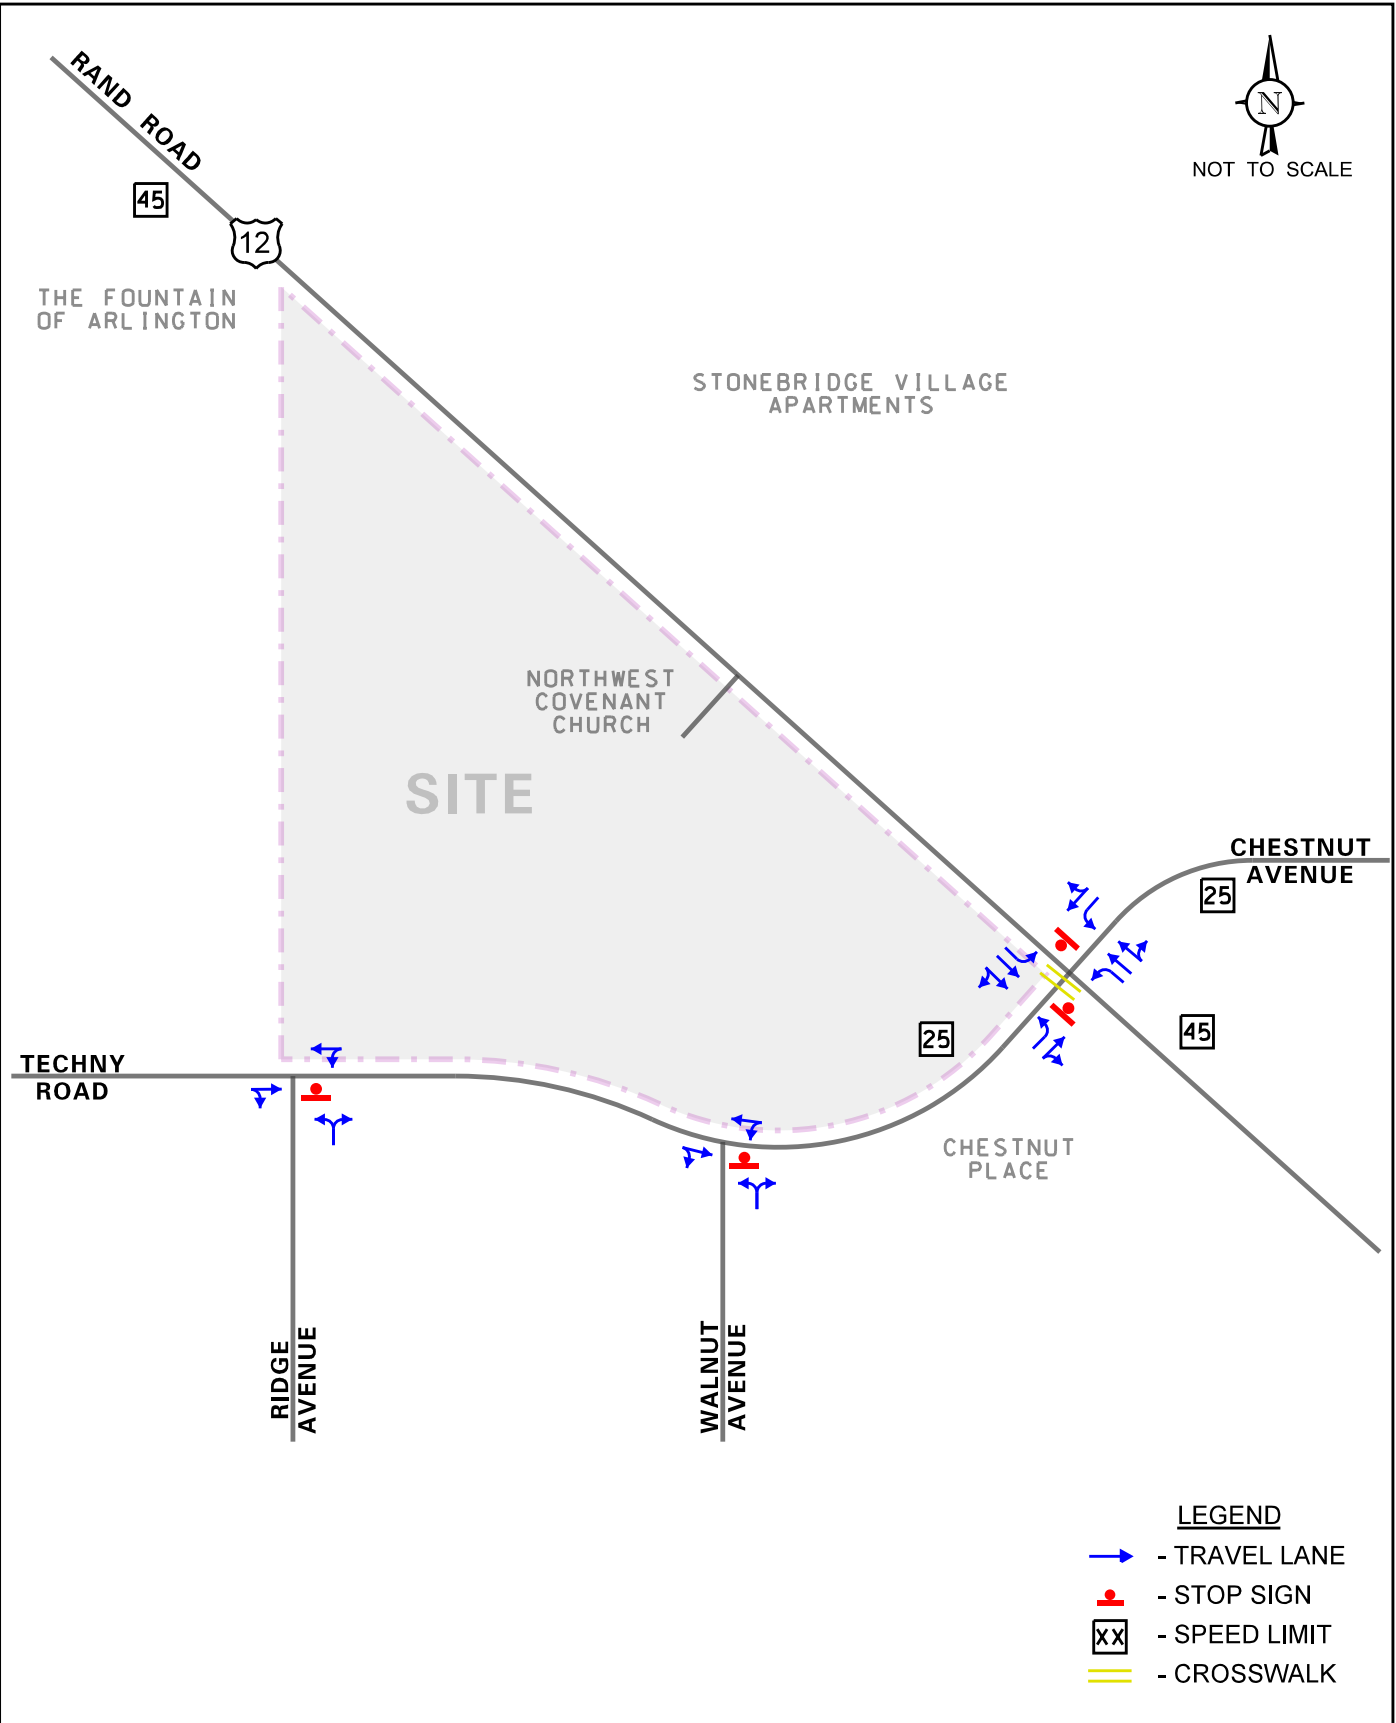 RAND ROAD
N
NOT TO SCALE
45
12
THE FOUNTAIN
OF ARLINGTON
STONEBRIDGE VILLAGE
APARTMENTS
NORTHWEST
COVENANT
CHURCH
SITE
CHESTNUT
AVENUE
25
25
45
TECHNY
ROAD
CHESTNUT
PLACE
RIDGE
AVENUE
WALNUT
AVENUE
LEGEND
- TRAVEL LANE
- STOP SIGN
XX - SPEED LIMIT
- CROSSWALK